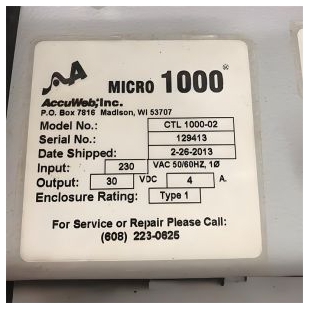 MICRO 1000®
AccuWeb, Inc.
P.O. Box 7816 Madison, WI 53707
Model No.: CTL 1000-02
Serial No.: 129413
Date Shipped: 2-26-2013
Input: 230 VAC 50/60HZ, 1Ø
Output: 30 VDC 4 A.
Enclosure Rating: Type 1
For Service or Repair Please Call:
(608) 223-0625